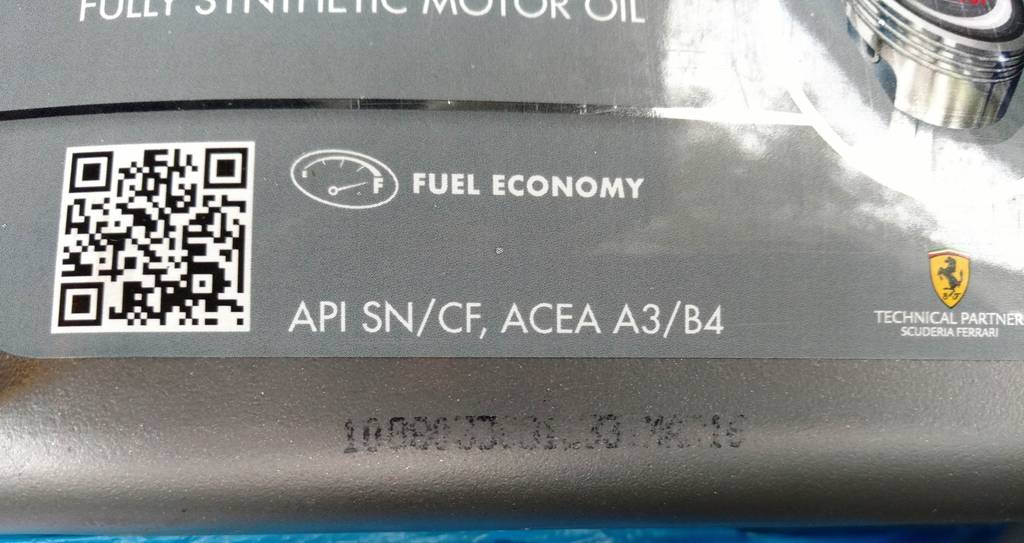 FULLY SYNTHETIC MOTOR OIL
F FUEL ECONOMY
API SN/CF, ACEA A3/B4
TECHNICAL PARTNER
SCUDERIA FERRARI